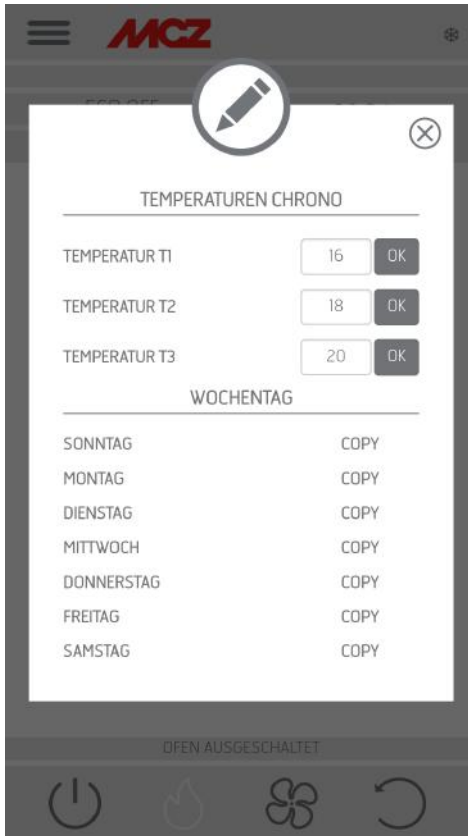 MCZ
TEMPERATUREN CHRONO
TEMPERATUR T1 16 OK
TEMPERATUR T2 18 OK
TEMPERATUR T3 20 OK
WOCHENTAG
SONNTAG COPY
MONTAG COPY
DIENSTAG COPY
MITTWOCH COPY
DONNERSTAG COPY
FREITAG COPY
SAMSTAG COPY
OFEN AUSGESCHALTET